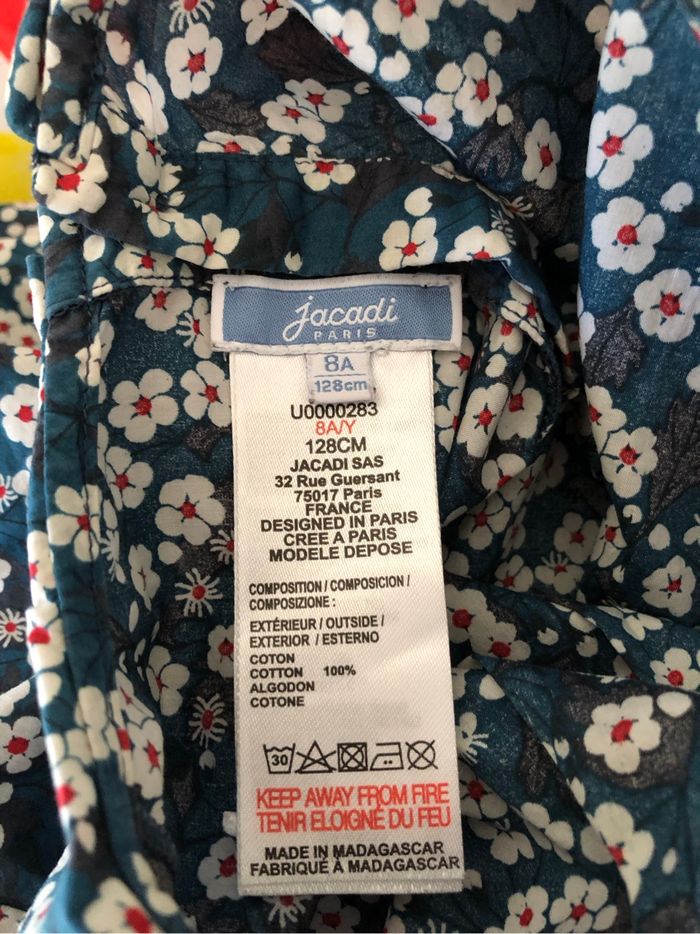 jacadi
PARIS
8A
128cm
U0000283
8A/Y
128CM
JACADI SAS
32 Rue Guersant
75017 Paris
FRANCE
DESIGNED IN PARIS
CREE A PARIS
MODELE DEPOSE
COMPOSITION / COMPOSICION /
COMPOSIZIONE :
EXTÉRIEUR / OUTSIDE /
EXTERIOR / ESTERNO
COTON
COTTON 100%
ALGODON
COTONE
30
KEEP AWAY FROM FIRE
TENIR ELOIGNÉ DU FEU
MADE IN MADAGASCAR
FABRIQUÉ À MADAGASCAR